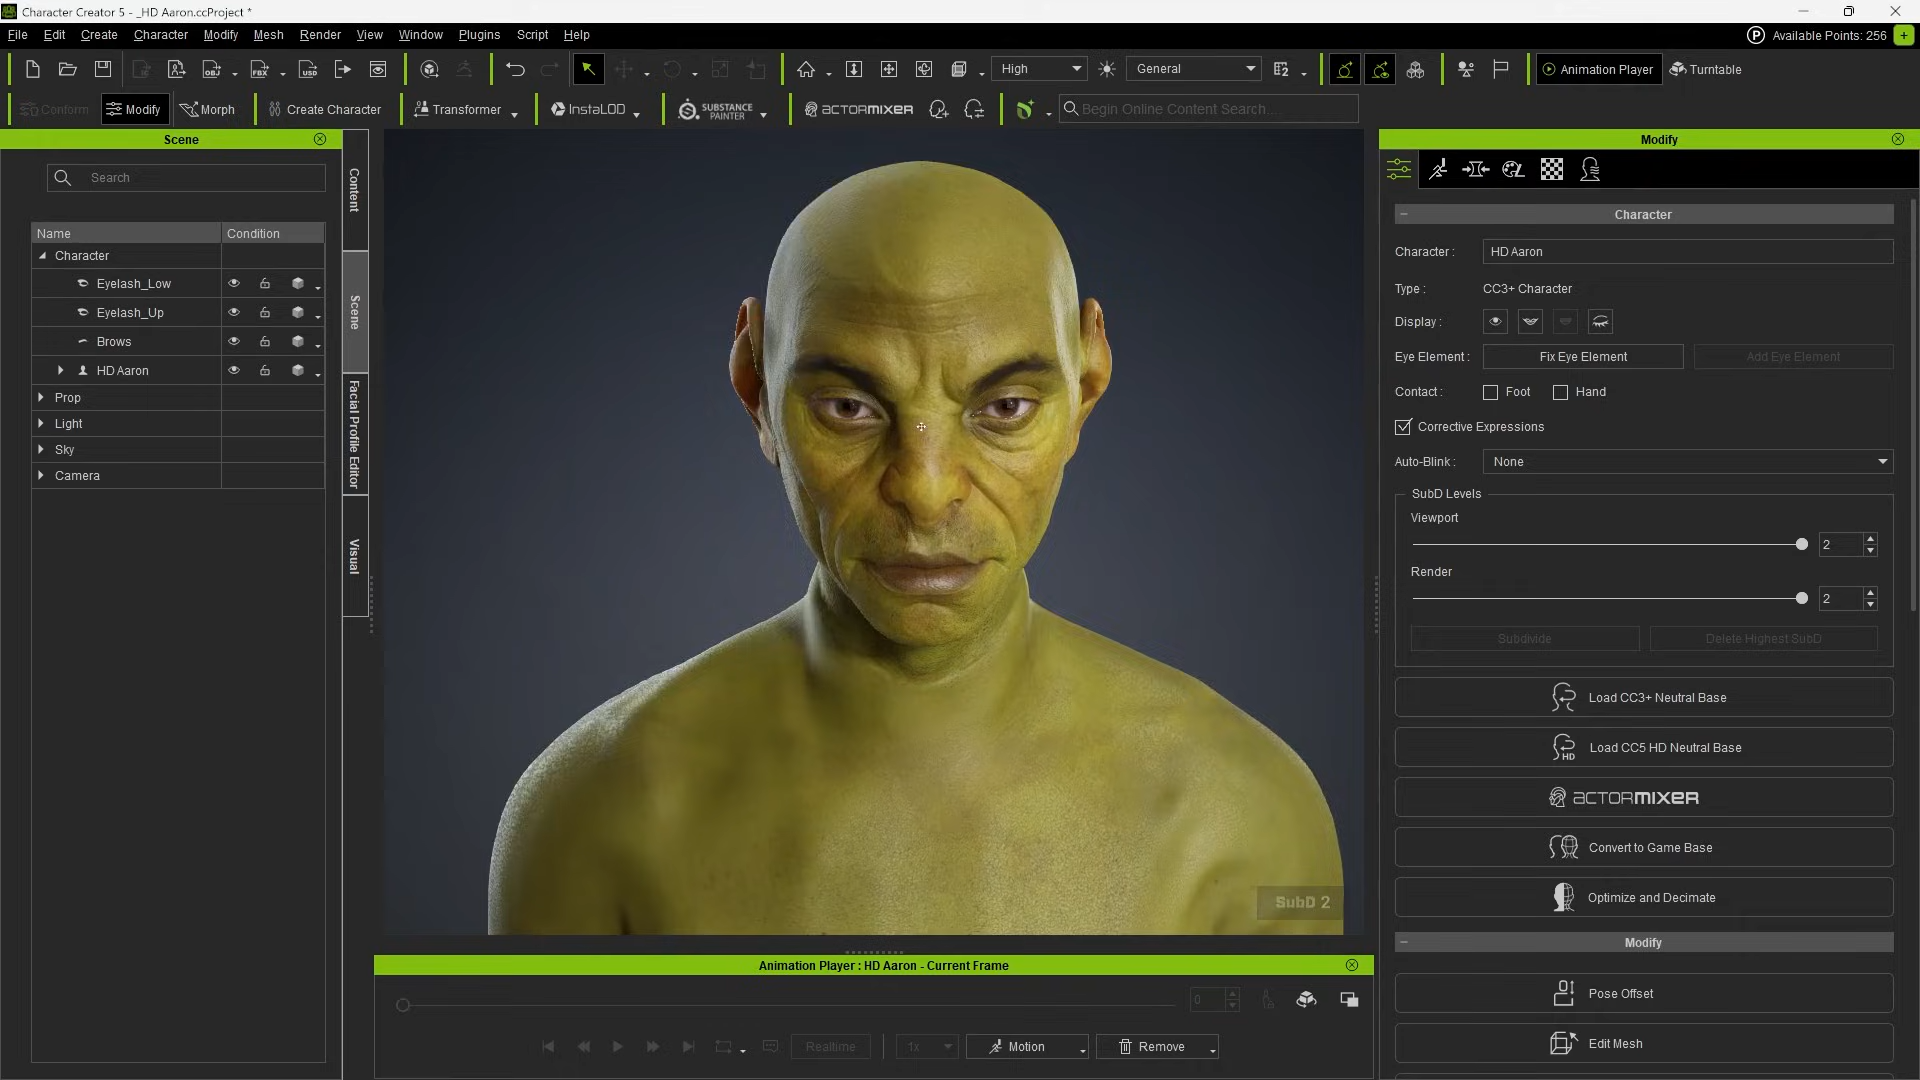 Character Creator 5 - _HD Aaron.ccProject *
File Edit Create Character Modify Mesh Render View Window Plugins Script Help
Available Points: 256
High General Animation Player Turntable
Conform Modify Morph Create Character Transformer InstaLOD SUBSTANCE PAINTER ACTORMIXER Begin Online Content Search...
Scene
Search
Name Condition
Character
Eyelash_Low
Eyelash_Up
Brows
HD Aaron
Prop
Light
Sky
Camera
Content
Scene
Facial Profile Editor
Visual
SubD 2
Animation Player : HD Aaron - Current Frame
0
Realtime 1x Motion Remove
Modify
Character
Character : HD Aaron
Type : CC3+ Character
Display :
Eye Element : Fix Eye Element Add Eye Element
Contact : Foot Hand
Corrective Expressions
Auto-Blink : None
SubD Levels
Viewport
2
Render
2
Subdivide Delete Highest SubD
Load CC3+ Neutral Base
HD Load CC5 HD Neutral Base
ACTORMIXER
Convert to Game Base
Optimize and Decimate
Modify
Pose Offset
Edit Mesh